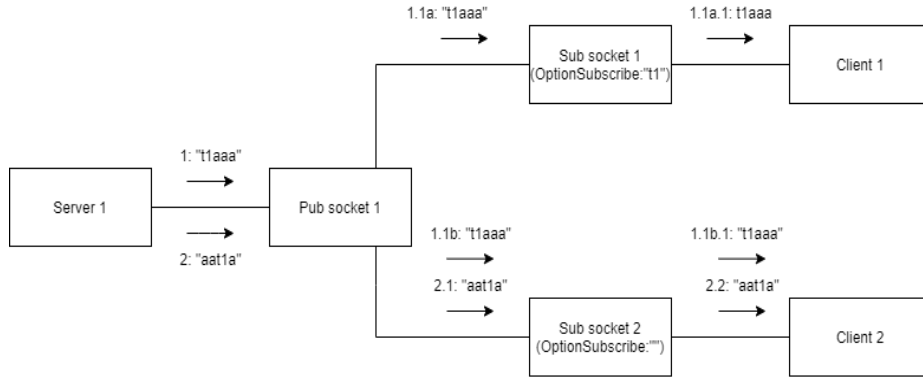 1.1a: "t1aaa"
1.1a.1: t1aaa
Sub socket 1
(OptionSubscribe:"t1")
Client 1
1: "t1aaa"
Server 1
Pub socket 1
2: "aat1a"
1.1b: "t1aaa"
1.1b.1: "t1aaa"
2.1: "aat1a"
2.2: "aat1a"
Sub socket 2
(OptionSubscribe:"")
Client 2